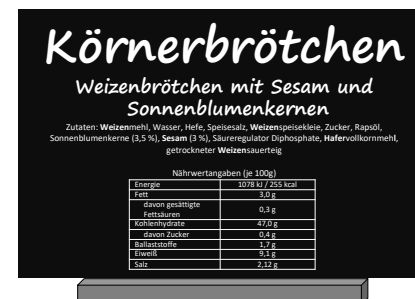 Körnerbrötchen
Weizenbrötchen mit Sesam und
Sonnenblumenkernen
Zutaten: Weizenmehl, Wasser, Hefe, Speisesalz, Weizenspeisekleie, Zucker, Rapsöl,
Sonnenblumenkerne (3,5 %), Sesam (3 %), Säureregulator Diphosphate, Hafervollkornmehl,
getrockneter Weizensauerteig
Nährwertangaben (je 100g)
Energie 1078 kJ / 255 kcal
Fett 3,0 g
davon gesättigte
Fettsäuren 0,3 g
Kohlenhydrate 47,0 g
davon Zucker 0,4 g
Ballaststoffe 1,7 g
Eiweiß 9,1 g
Salz 2,12 g